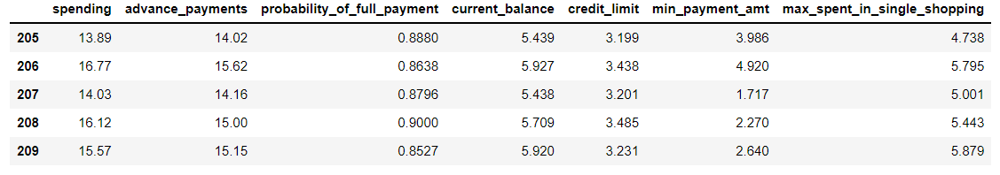 spending advance_payments probability_of_full_payment current_balance credit_limit min_payment_amt max_spent_in_single_shopping
205 13.89 14.02 0.8880 5.439 3.199 3.986 4.738
206 16.77 15.62 0.8638 5.927 3.438 4.920 5.795
207 14.03 14.16 0.8796 5.438 3.201 1.717 5.001
208 16.12 15.00 0.9000 5.709 3.485 2.270 5.443
209 15.57 15.15 0.8527 5.920 3.231 2.640 5.879